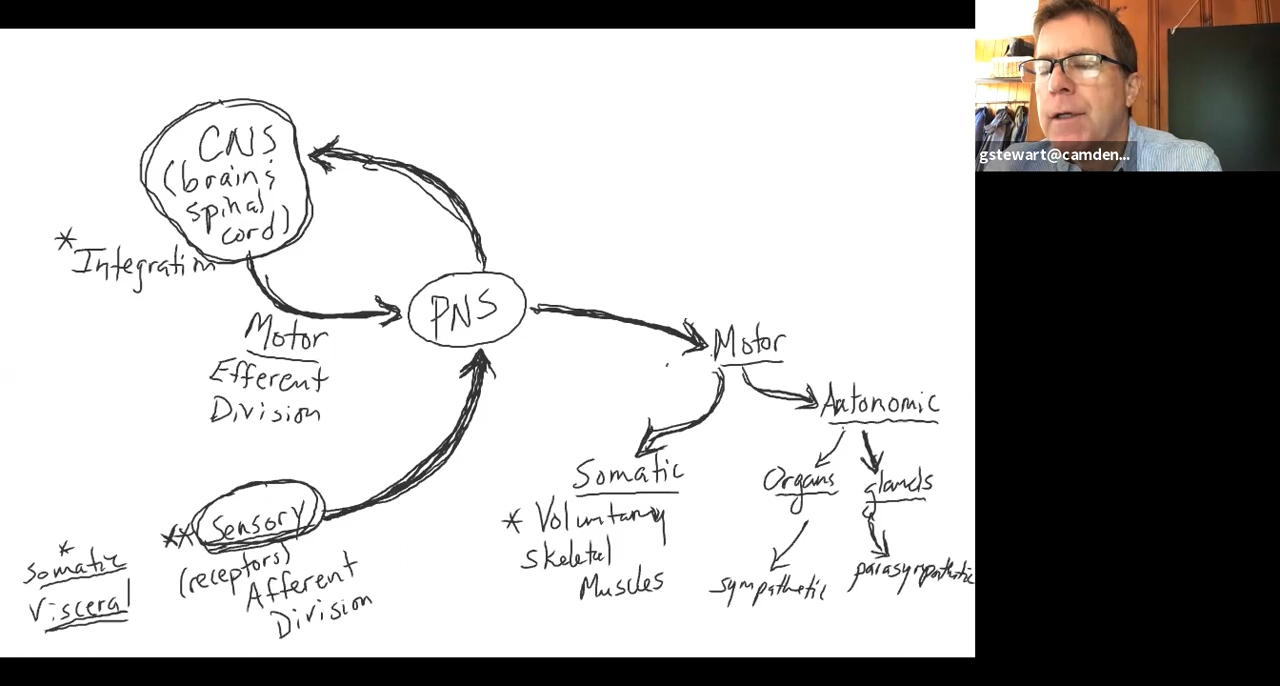 CNS
(brain &
spinal
cord)
* Integration
Motor
Efferent
Division
PNS
** Sensory
(receptors)
Afferent
Division
*
Somatic
Visceral
Motor
Somatic
* Voluntary
Skeletal
Muscles
Autonomic
Organs
glands
sympathetic
parasympathetic
gstewart@camden...